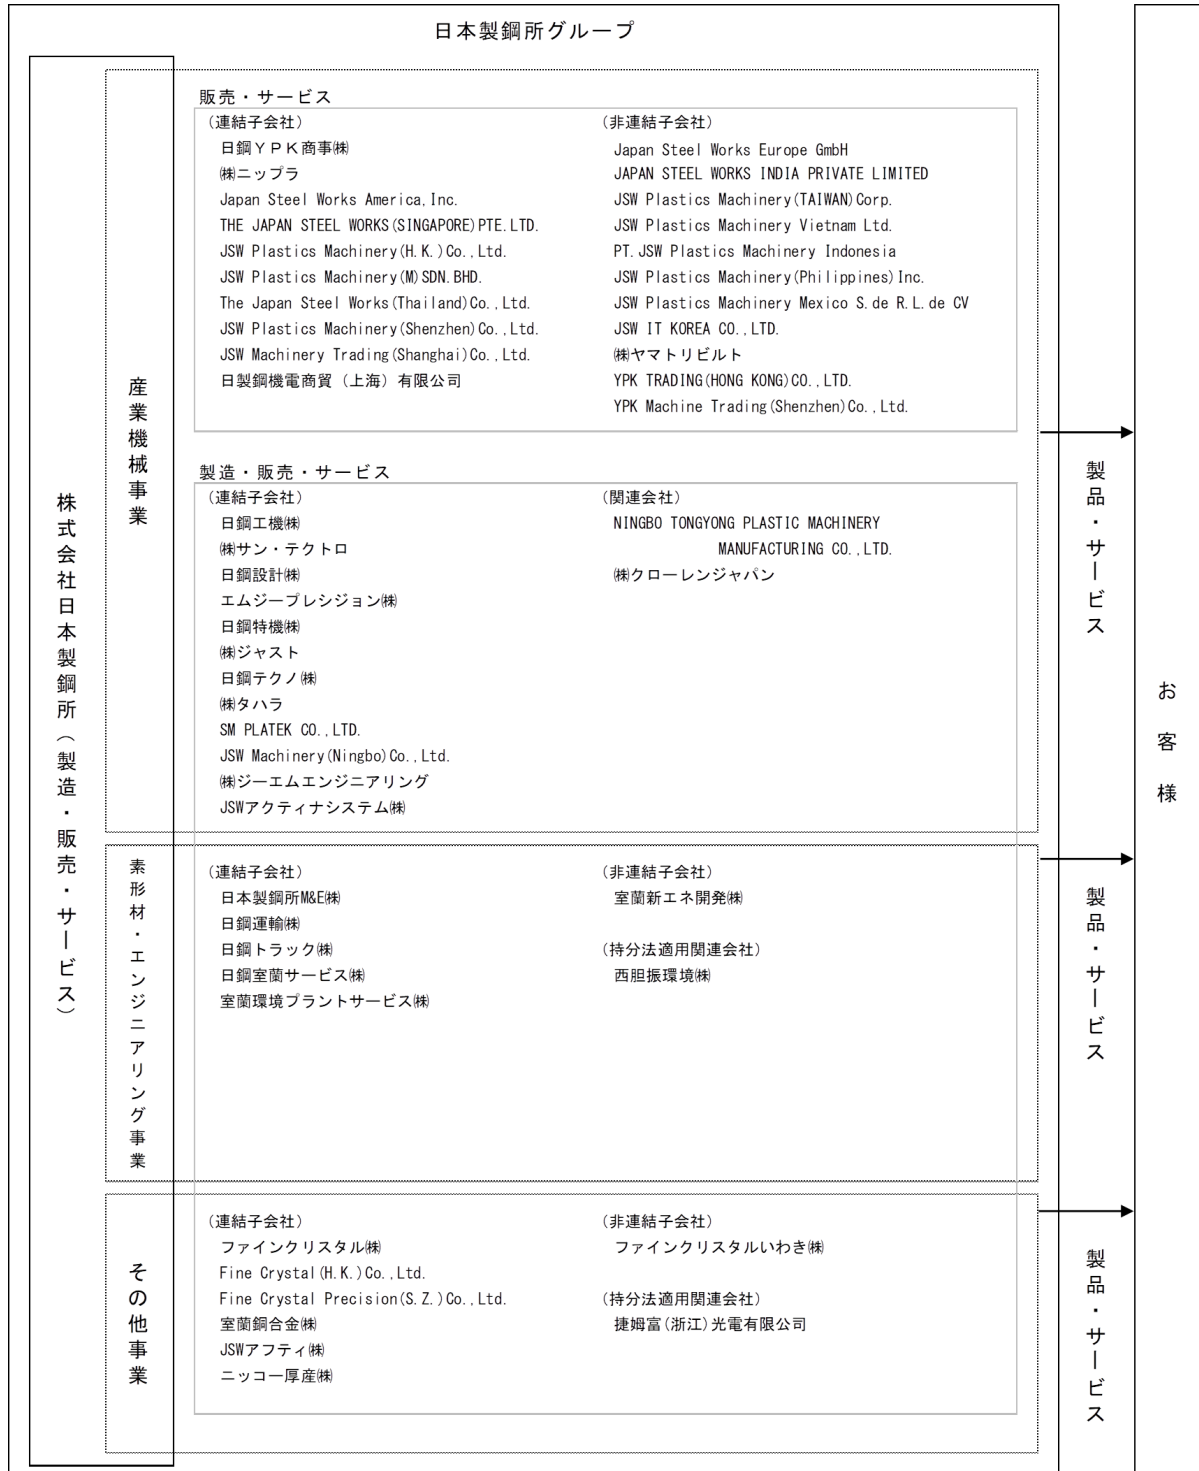 日本製鋼所グループ
株式会社日本製鋼所(製造・販売・サービス)
産業機械事業
販売・サービス
(連結子会社)
日鋼YPK商事㈱
㈱ニップラ
Japan Steel Works America,Inc.
THE JAPAN STEEL WORKS(SINGAPORE)PTE.LTD.
JSW Plastics Machinery(H.K.)Co.,Ltd.
JSW Plastics Machinery(M)SDN.BHD.
The Japan Steel Works(Thailand)Co.,Ltd.
JSW Plastics Machinery(Shenzhen)Co.,Ltd.
JSW Machinery Trading(Shanghai)Co.,Ltd.
日製鋼機電商貿(上海)有限公司
(非連結子会社)
Japan Steel Works Europe GmbH
JAPAN STEEL WORKS INDIA PRIVATE LIMITED
JSW Plastics Machinery(TAIWAN)Corp.
JSW Plastics Machinery Vietnam Ltd.
PT.JSW Plastics Machinery Indonesia
JSW Plastics Machinery(Philippines)Inc.
JSW Plastics Machinery Mexico S.de R.L.de CV
JSW IT KOREA CO.,LTD.
㈱ヤマトリビルト
YPK TRADING(HONG KONG)CO.,LTD.
YPK Machine Trading(Shenzhen)Co.,Ltd.
製造・販売・サービス
(連結子会社)
日鋼工機㈱
㈱サン・テクトロ
日鋼設計㈱
エムジープレシジョン㈱
日鋼特機㈱
㈱ジャスト
日鋼テクノ㈱
㈱タハラ
SM PLATEK CO.,LTD.
JSW Machinery(Ningbo)Co.,Ltd.
㈱ジーエムエンジニアリング
JSWアクティナシステム㈱
(関連会社)
NINGBO TONGYONG PLASTIC MACHINERY
MANUFACTURING CO.,LTD.
㈱クローレンジャパン
製品・サービス
素形材・エンジニアリング事業
(連結子会社)
日本製鋼所M&E㈱
日鋼運輸㈱
日鋼トラック㈱
日鋼室蘭サービス㈱
室蘭環境プラントサービス㈱
(非連結子会社)
室蘭新エネ開発㈱
(持分法適用関連会社)
西胆振環境㈱
製品・サービス
その他事業
(連結子会社)
ファインクリスタル㈱
Fine Crystal(H.K.)Co.,Ltd.
Fine Crystal Precision(S.Z.)Co.,Ltd.
室蘭銅合金㈱
JSWアフティ㈱
ニッコー厚産㈱
(非連結子会社)
ファインクリスタルいわき㈱
(持分法適用関連会社)
捷姆富(浙江)光電有限公司
製品・サービス
お客様